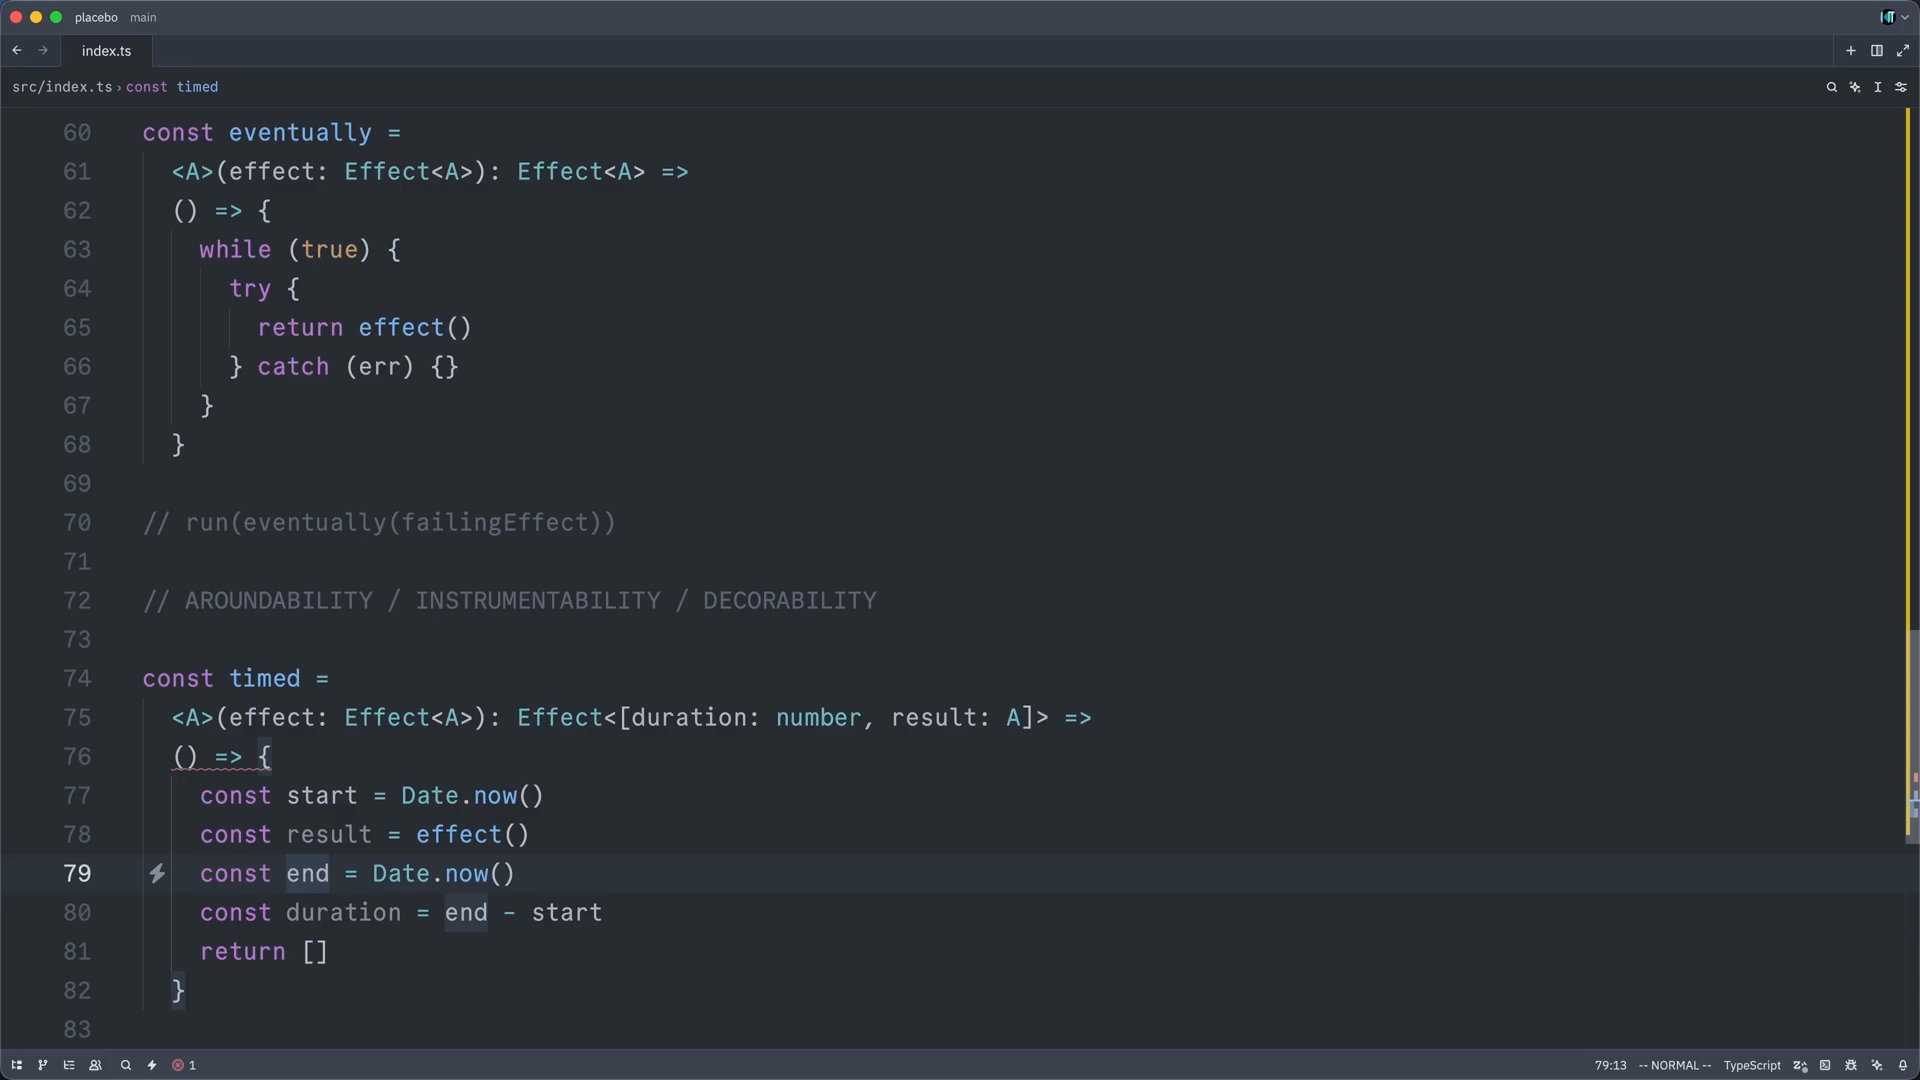 placebo main
index.ts
src/index.ts › const timed
60 const eventually =
61 <A>(effect: Effect<A>): Effect<A> =>
62 () => {
63 while (true) {
64 try {
65 return effect()
66 } catch (err) {}
67 }
68 }
69
70 // run(eventually(failingEffect))
71
72 // AROUNDABILITY / INSTRUMENTABILITY / DECORABILITY
73
74 const timed =
75 <A>(effect: Effect<A>): Effect<[duration: number, result: A]> =>
76 () => {
77 const start = Date.now()
78 const result = effect()
79 const end = Date.now()
80 const duration = end - start
81 return []
82 }
83
1 79:13 -- NORMAL -- TypeScript